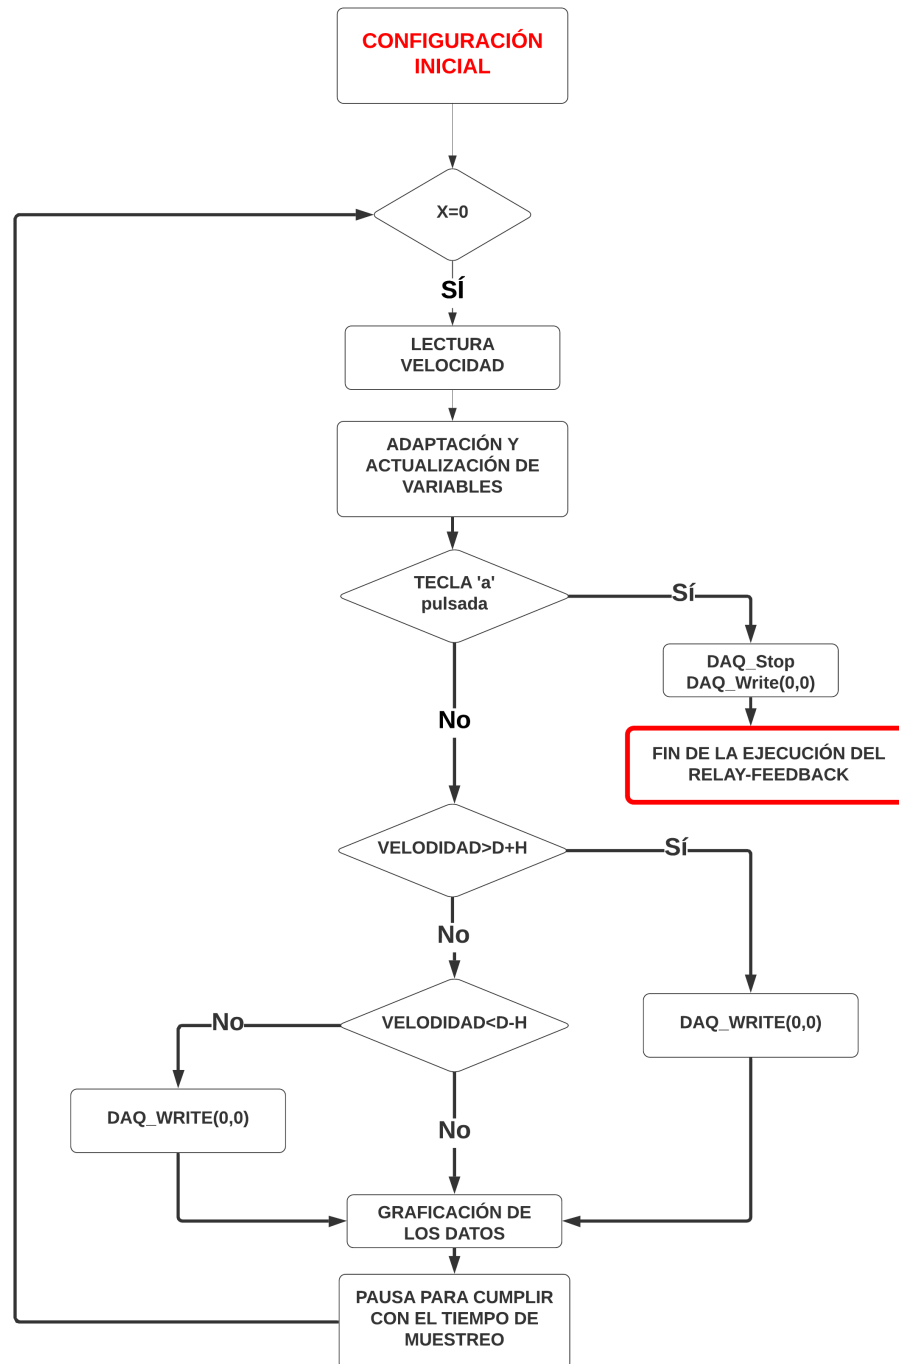 CONFIGURACIÓN
INICIAL
X=0
SÍ
LECTURA
VELOCIDAD
ADAPTACIÓN Y
ACTUALIZACIÓN DE
VARIABLES
TECLA 'a'
pulsada
Sí
DAQ_Stop
DAQ_Write(0,0)
No
FIN DE LA EJECUCIÓN DEL
RELAY-FEEDBACK
VELODIDAD>D+H
Sí
No
VELODIDAD<D-H
No
DAQ_WRITE(0,0)
DAQ_WRITE(0,0)
No
GRAFICACIÓN DE
LOS DATOS
PAUSA PARA CUMPLIR
CON EL TIEMPO DE
MUESTREO